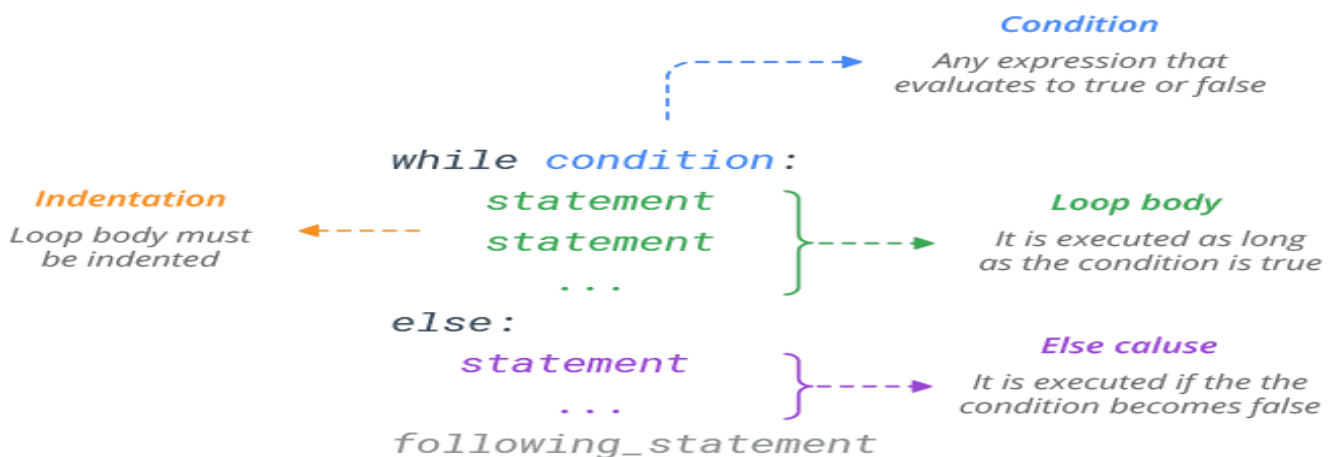 Condition
Any expression that
evaluates to true or false
while condition:
Indentation
Loop body must
be indented
statement
statement
...
Loop body
It is executed as long
as the condition is true
else:
statement
...
Else caluse
It is executed if the the
condition becomes false
following_statement